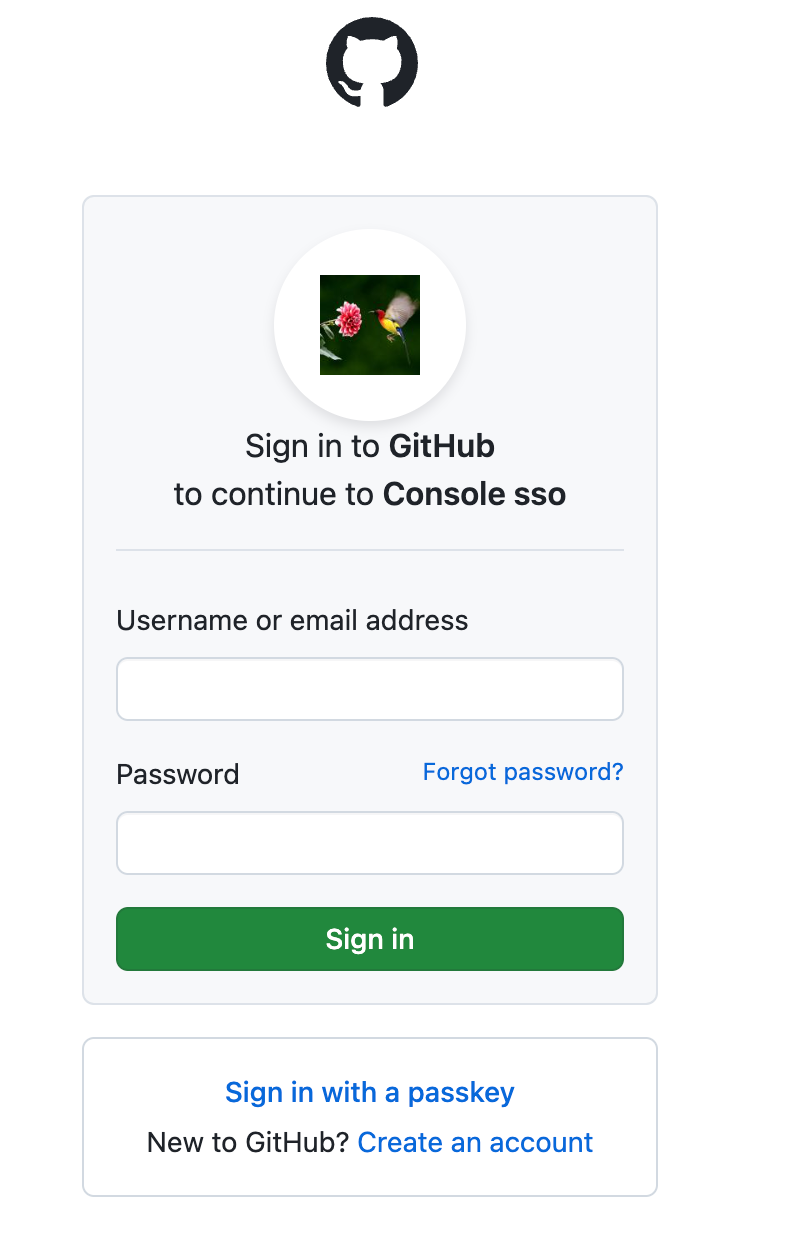 Sign in to GitHub
to continue to Console sso
Username or email address
Password Forgot password?
Sign in
Sign in with a passkey
New to GitHub? Create an account